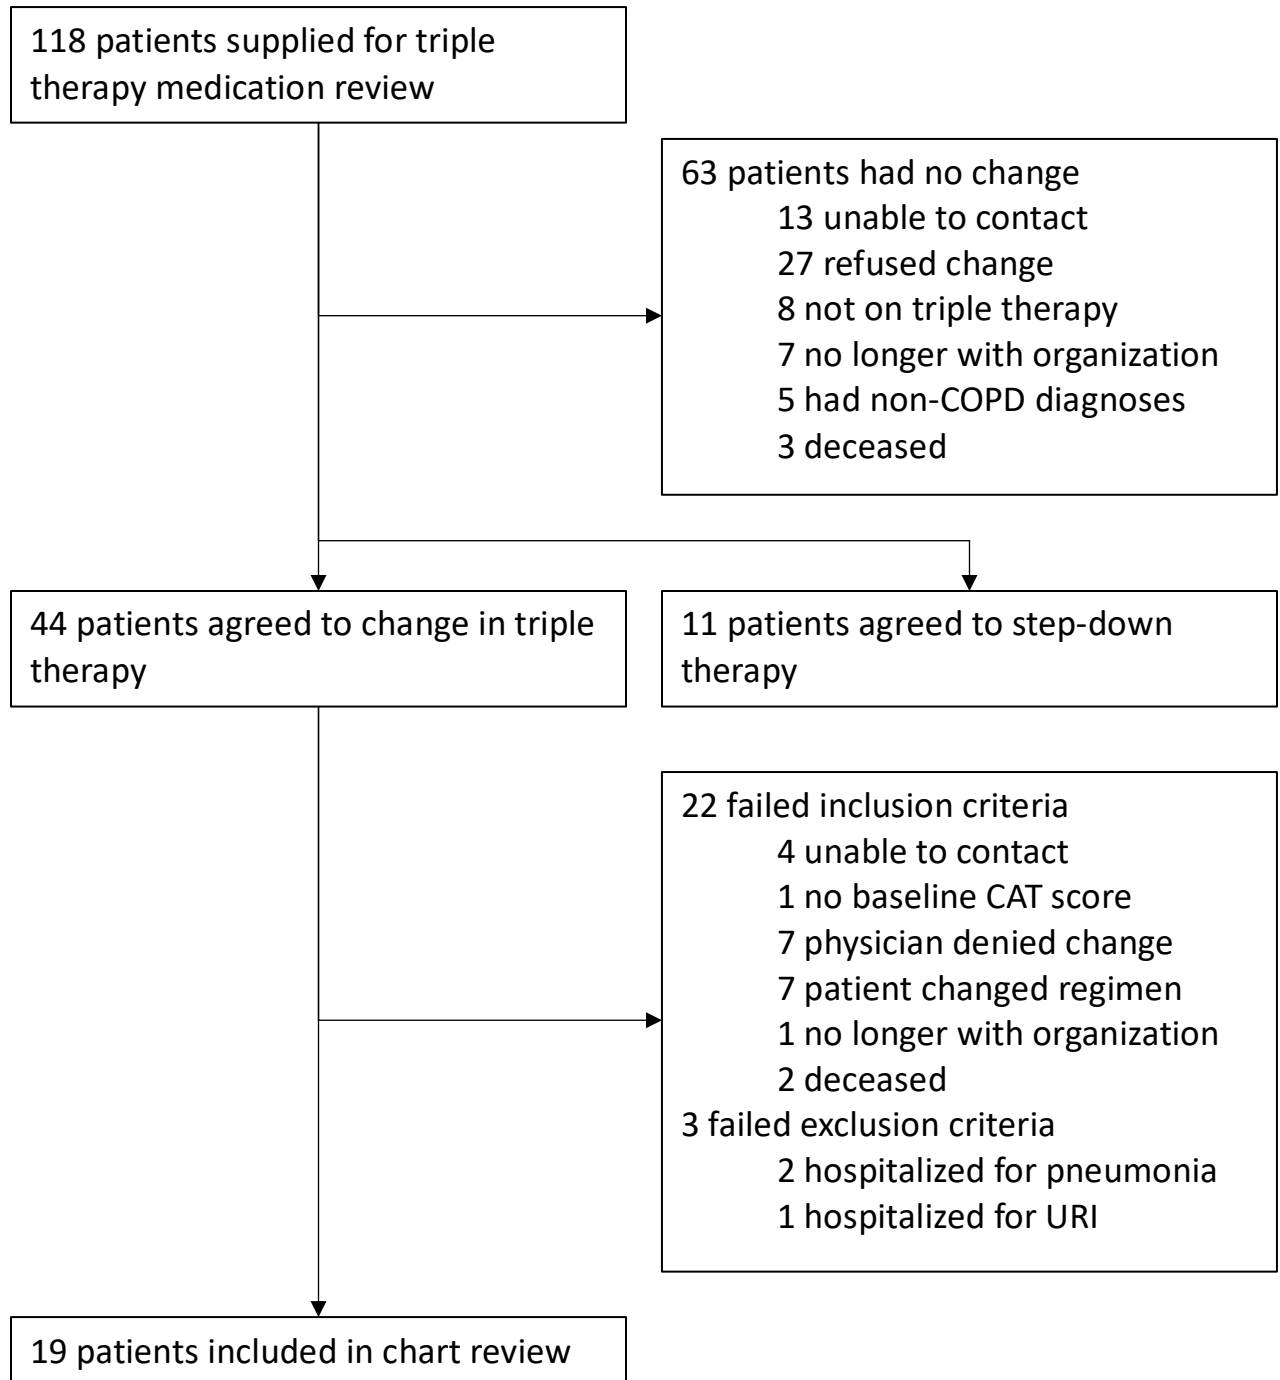 118 patients supplied for triple
therapy medication review
63 patients had no change
13 unable to contact
27 refused change
8 not on triple therapy
7 no longer with organization
5 had non-COPD diagnoses
3 deceased
44 patients agreed to change in triple
therapy
11 patients agreed to step-down
therapy
22 failed inclusion criteria
4 unable to contact
1 no baseline CAT score
7 physician denied change
7 patient changed regimen
1 no longer with organization
2 deceased
3 failed exclusion criteria
2 hospitalized for pneumonia
1 hospitalized for URI
19 patients included in chart review